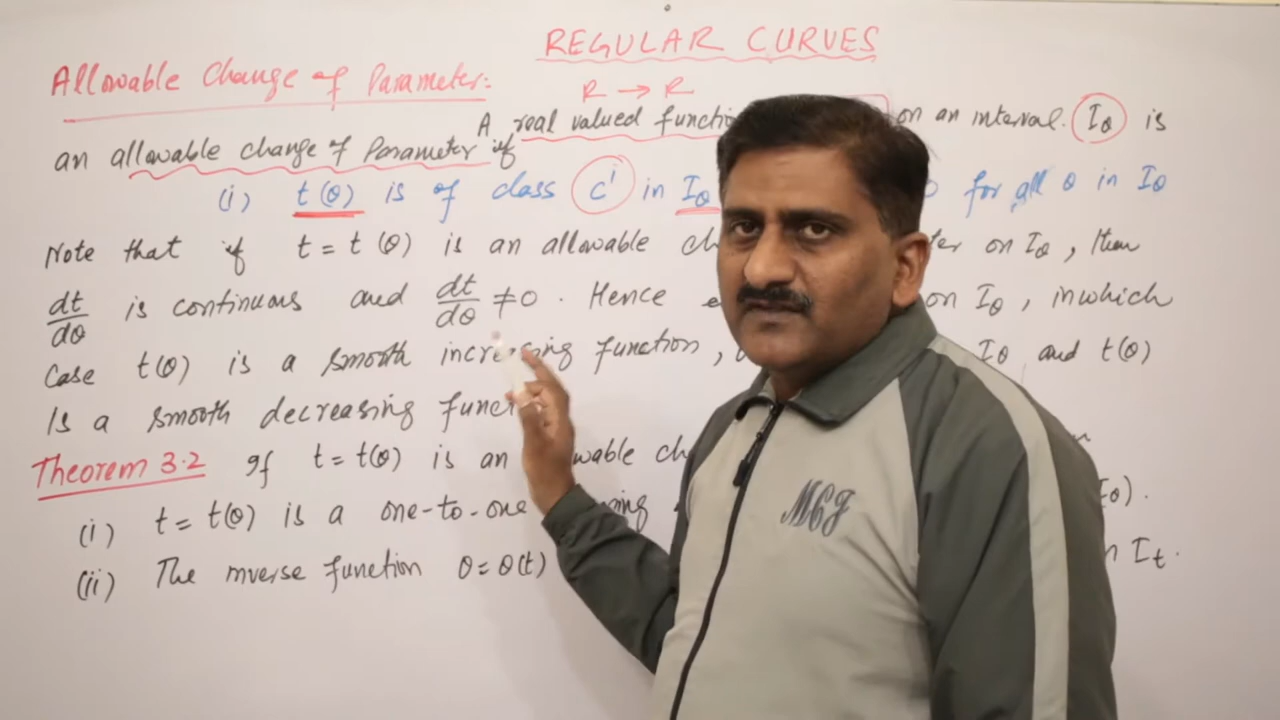 REGULAR CURVES
Allowable Change of Parameter:
R → R
A real valued functi on an interval. Iθ is
an allowable change of Parameter if
(i) t(θ) is of class C¹ in Iθ 0 for all θ in Iθ
Note that if t = t(θ) is an allowable ch on Iθ, then
dt/dθ is continuous and dt/dθ ≠ 0. Hence on Iθ, in which
Case t(θ) is a smooth increasing function, Iθ and t(θ)
Is a smooth decreasing func
Theorem 3.2 If t = t(θ) is an wable ch
(i) t = t(θ) is a one-to-one
(ii) The inverse function θ = θ(t) It.
MCF